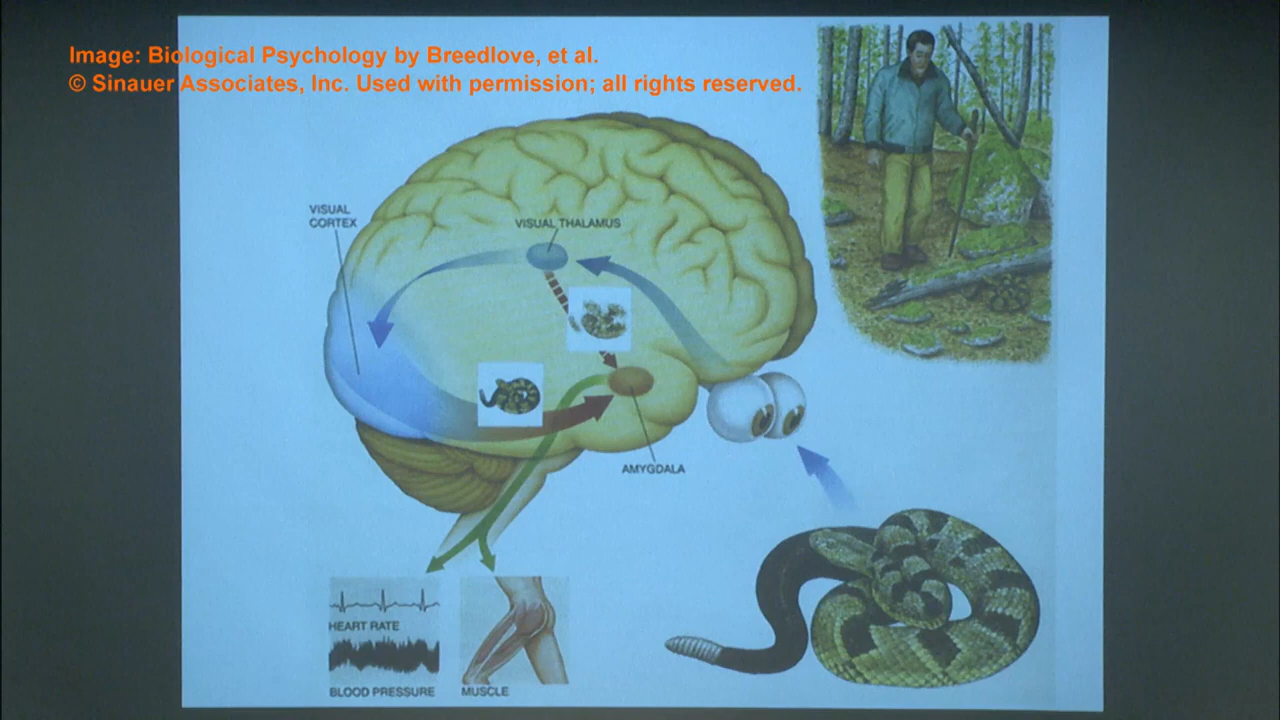 Image: Biological Psychology by Breedlove, et al.
© Sinauer Associates, Inc. Used with permission; all rights reserved.
VISUAL
CORTEX
VISUAL THALAMUS
AMYGDALA
HEART RATE
BLOOD PRESSURE
MUSCLE